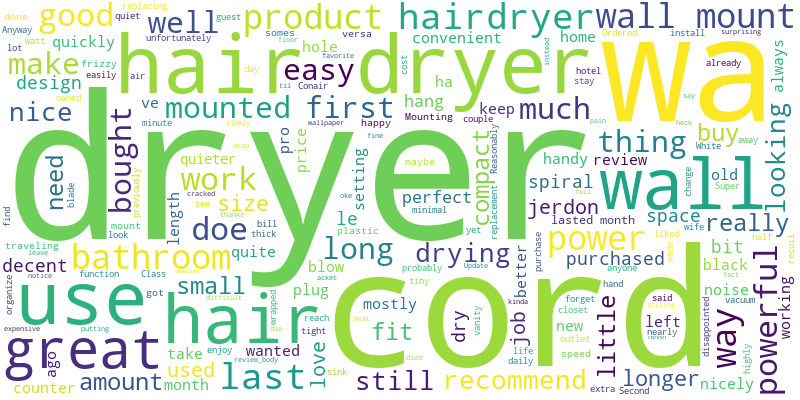 done
replacing
quiet
guest
good
well
product
hairdryer
wall mount
Anyway
watt
lot
unfortunately
somes
floor
versa
Ordered
install
surprising
frizzy
quickly
hole
convenient
home
cost
already
make
hair dryer
wa
easily
air
favorite
day
tii
Conair
easy
hotel
stay
say
design
owned
ha
instead
always
nice
ve
mounted
first
much
thing
buy
away
heck
pain
minute
slowly
hang
keep
happy
Mounting
couple
wallpaper
fine
bought
dryer
wall
looking
drop
pro
price
quieter
setting
compact
Reasonably
handy
review
White
change
old
Super
need
blade
previously
work
maybe
perfect
minimal
spiral
cracked
oke
fall
find
mount
look
size
see
length
doe
thanks
le
jerdon
replacement
lasted month
space
wife
really
decent
bathroom
long
drying
power
powerful
traveling
leave
quite
bill
thick
plastic
yet
purchase
purchased
liked
made
half
recoil
bit
black
fact
noise
function
Class
notice
small
blow
probably
Update
better
anyone
organize
got
plug
tiny
mostly
hand
forget
closet
vacuum
working
use
cord
wrapped
acket
kinda
said
styling
tight
reach
fit
dry
vanity
job
new
left
nearly
way
disappointed
expensive
putting
difficult
die
heat
life
daily
outlet
speed
little
great
hair
ago
take
enjoy
wanted
love
sink
died
used
review_body
still
recommend
longer
nicely
highly
counter
amount
month
last
extra
Second